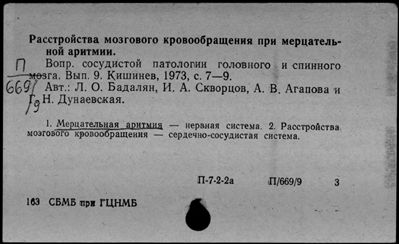 Расстройства мозгового кровообращения при мерцатель-
ной аритмии.
Вопр. сосудистой патологии головного и спинного
мозга. Вып. 9. Кишинев, 1973, с. 7—9.
Авт.: Л. О. Бадалян, И. А. Скворцов, А. В. Агапова и
Г. Н. Дунаевская.
П
669/
9
1. Мерцательная аритмия — нервная система. 2. Расстройства
мозгового кровообращения — сердечно-сосудистая система.
П-7-2-2а П/669/9 3
163 СБМБ при ГЦНМБ